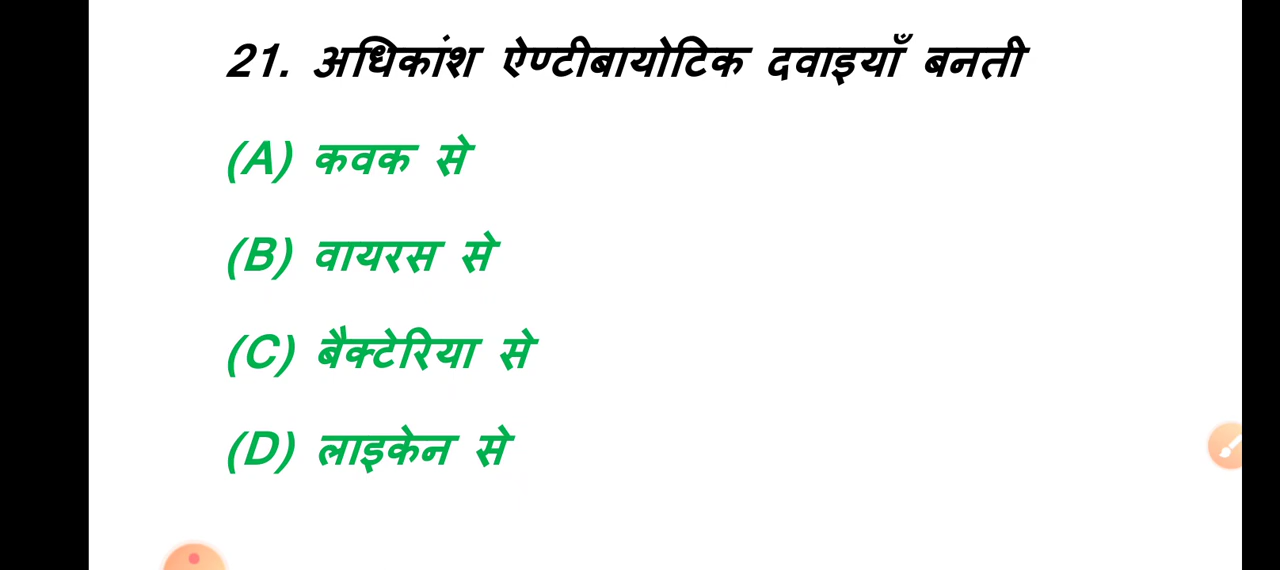 21. अधिकांश ऐण्टीबायोटिक दवाइयाँ बनती
(A) कवक से
(B) वायरस से
(C) बैक्टेरिया से
(D) लाइकेन से